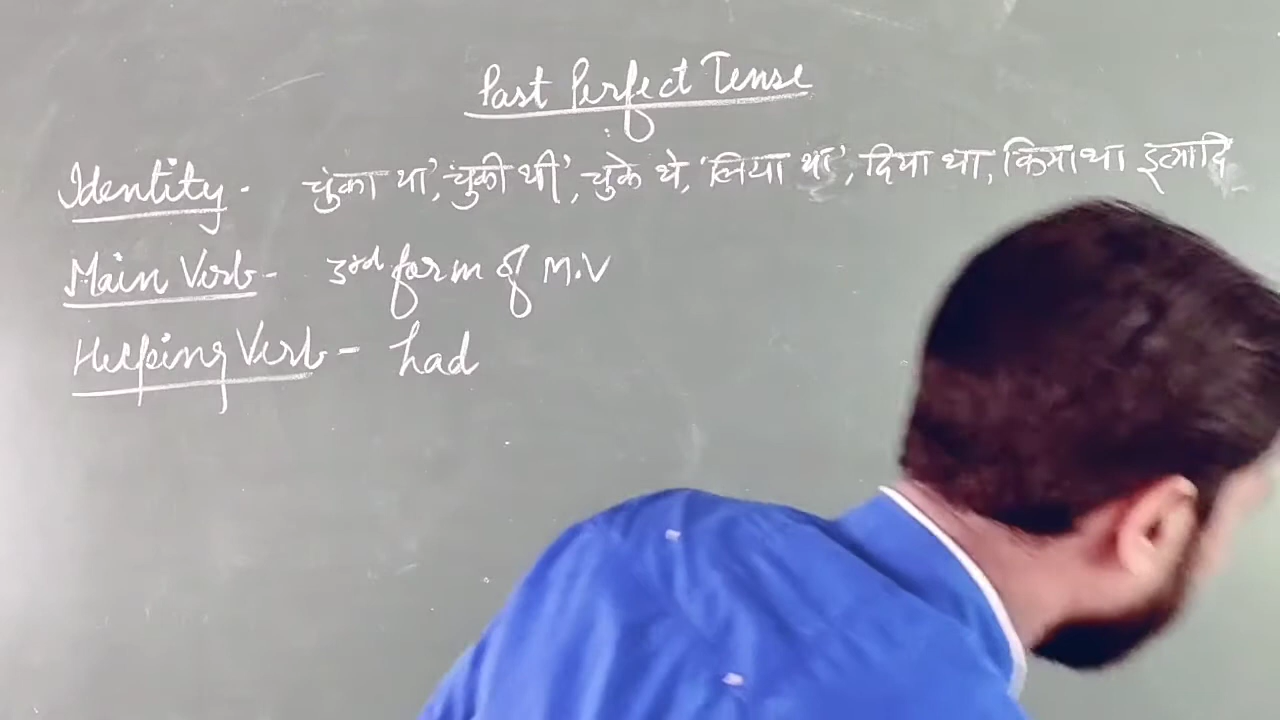 Past Perfect Tense
Identity - चुका था', 'चुकी थी', चुके थे, 'लिया था', दिया था, किया था इत्यादि
Main Verb - 3rd form of M.V
Helping Verb - had